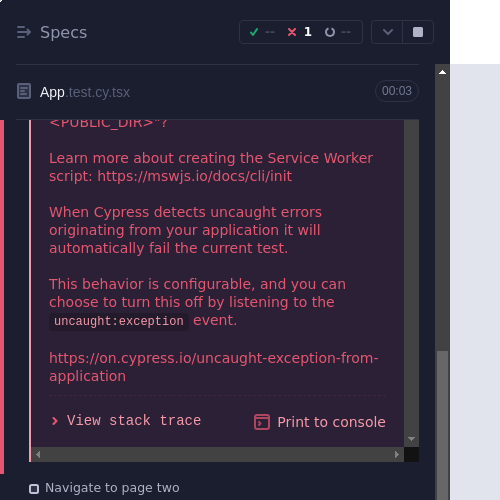 Specs
-- 1 --
App.test.cy.tsx 00:03
<PUBLIC_DIR>"?
Learn more about creating the Service Worker
script: https://mswjs.io/docs/cli/init
When Cypress detects uncaught errors
originating from your application it will
automatically fail the current test.
This behavior is configurable, and you can
choose to turn this off by listening to the
uncaught:exception event.
https://on.cypress.io/uncaught-exception-from-
application
View stack trace Print to console
Navigate to page two